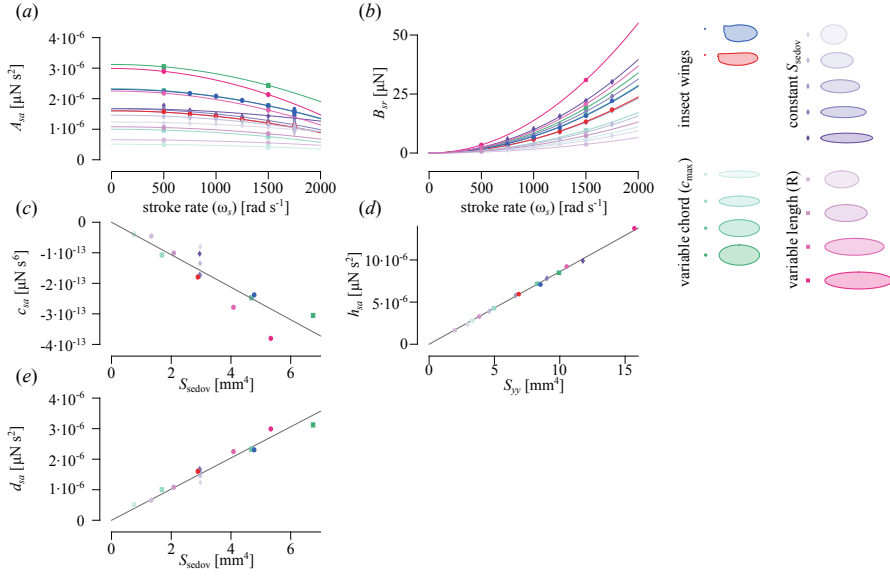 (a)
A_sa [μN s²]
4·10⁻⁶
3·10⁻⁶
2·10⁻⁶
1·10⁻⁶
0
0 500 1000 1500 2000
stroke rate (ω_s) [rad s⁻¹]
(b)
B_sr [μN]
50
25
0
0 500 1000 1500 2000
stroke rate (ω_s) [rad s⁻¹]
insect wings
constant S_sedov
variable chord (c_max)
variable length (R)
(c)
c_sa [μN s⁶]
0
-1·10⁻¹³
-2·10⁻¹³
-3·10⁻¹³
-4·10⁻¹³
0 2 4 6
S_sedov [mm⁴]
(d)
h_sa [μN s²]
10·10⁻⁶
5·10⁻⁶
0
0 5 10 15
S_yy [mm⁴]
(e)
d_sa [μN s²]
4·10⁻⁶
3·10⁻⁶
2·10⁻⁶
1·10⁻⁶
0
0 2 4 6
S_sedov [mm⁴]